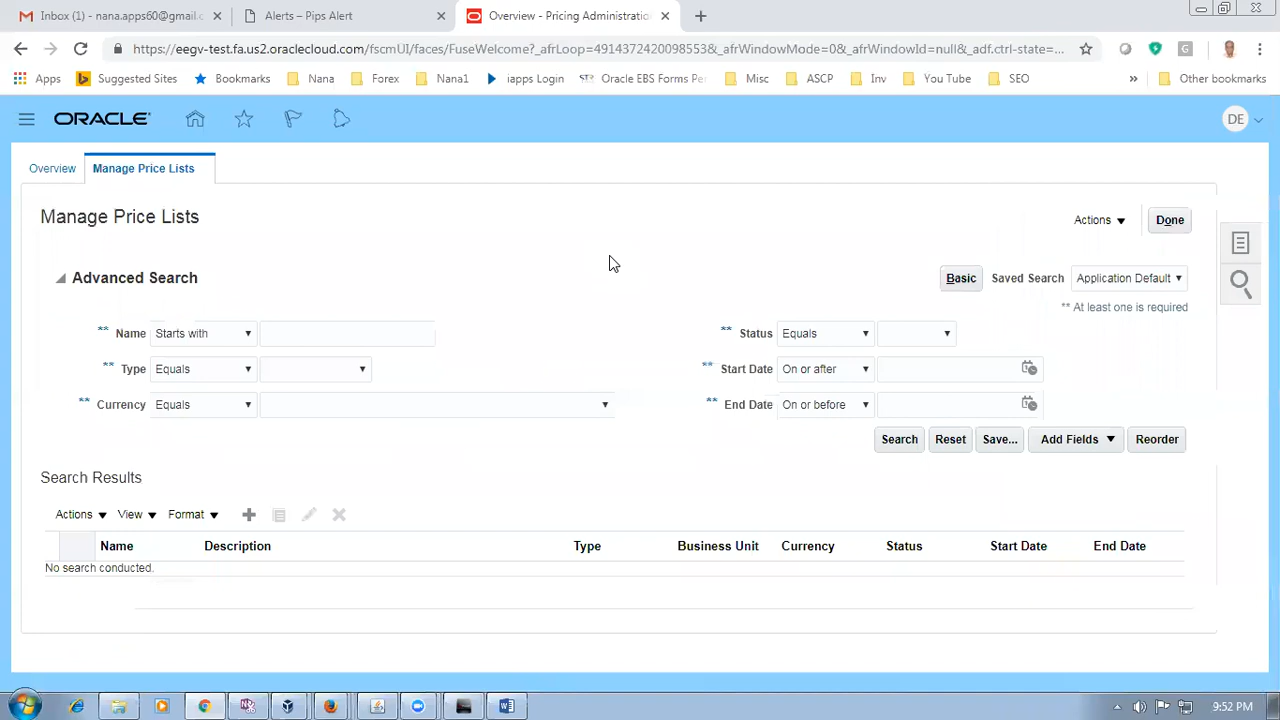 Inbox (1) - nana.apps60@gmail.c
Alerts – Pips Alert
Overview - Pricing Administratio
https://eegv-test.fa.us2.oraclecloud.com/fscmUI/faces/FuseWelcome?_afrLoop=4914372420098553&_afrWindowMode=0&_afrWindowId=null&_adf.ctrl-state=...
Apps
Suggested Sites
Bookmarks
Nana
Forex
Nana1
iapps Login
Oracle EBS Forms Pe
Misc
ASCP
Inv
You Tube
SEO
»
Other bookmarks
ORACLE
DE
Overview
Manage Price Lists
Manage Price Lists
Actions
Done
Advanced Search
Basic
Saved Search
Application Default
** At least one is required
** Name Starts with
** Status Equals
** Type Equals
** Start Date On or after
** Currency Equals
** End Date On or before
Search
Reset
Save...
Add Fields
Reorder
Search Results
Actions
View
Format
Name
Description
Type
Business Unit
Currency
Status
Start Date
End Date
No search conducted.
9:52 PM